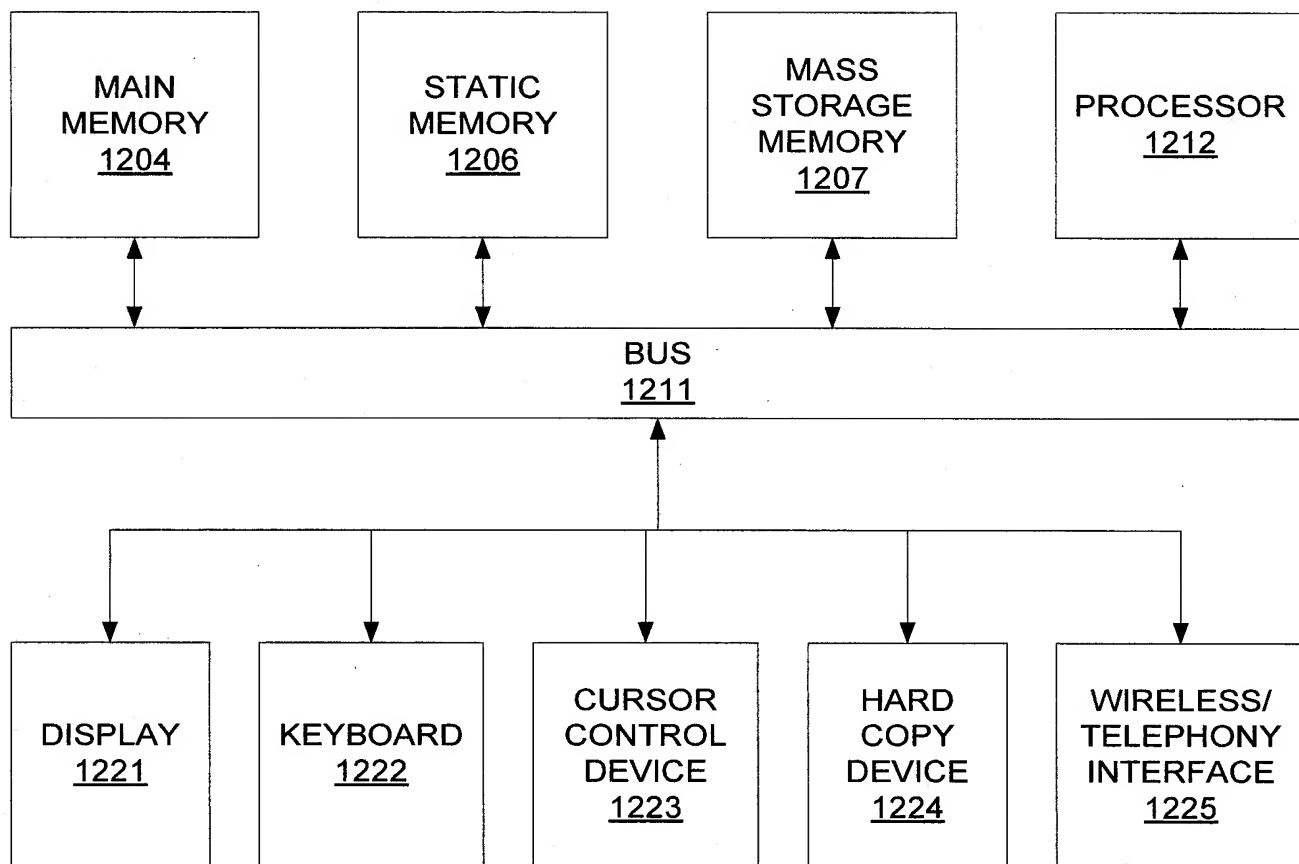 MAIN
MEMORY
1204
STATIC
MEMORY
1206
MASS
STORAGE
MEMORY
1207
PROCESSOR
1212
BUS
1211
DISPLAY
1221
KEYBOARD
1222
CURSOR
CONTROL
DEVICE
1223
HARD
COPY
DEVICE
1224
WIRELESS/
TELEPHONY
INTERFACE
1225